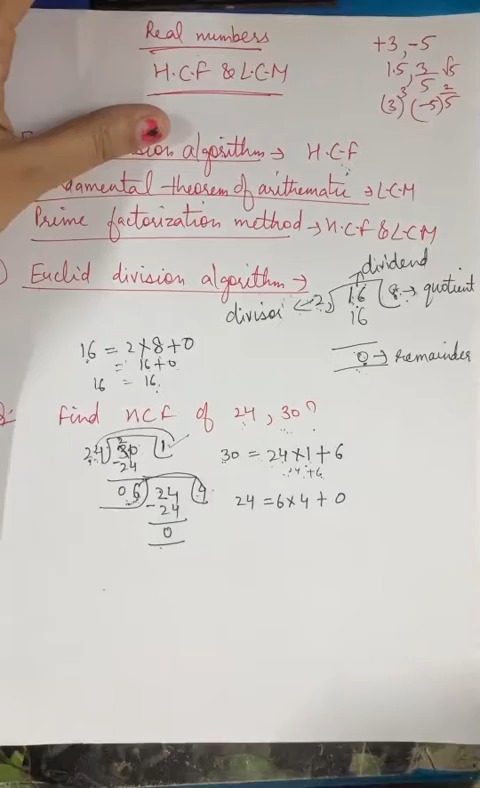 Real numbers
H.C.F & L.C.M
+3, -5
1.5, 3/5 √5
(3)³ (-5)^2/5
algorithm → H.C.F
theorem of arithematic → L.C.M
Prime factorization method → H.C.F & L.C.M
Euclid division algorithm →
dividend
divisor ← 2) 16 (8 → quotient
16
0 → Remainder
16 = 2×8+0
= 16+0
16 = 16
Find HCF of 24, 30?
24) 30 (1
-24
06) 24 (4
-24
0
30 = 24×1+6
24+6
24 = 6×4+0